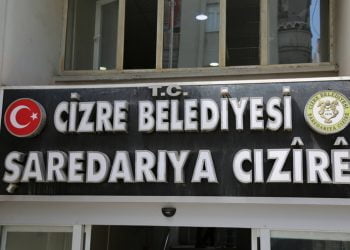 T.C.
CİZRE BELEDİYESİ
ŞAREDARIYA CIZÎRÊ